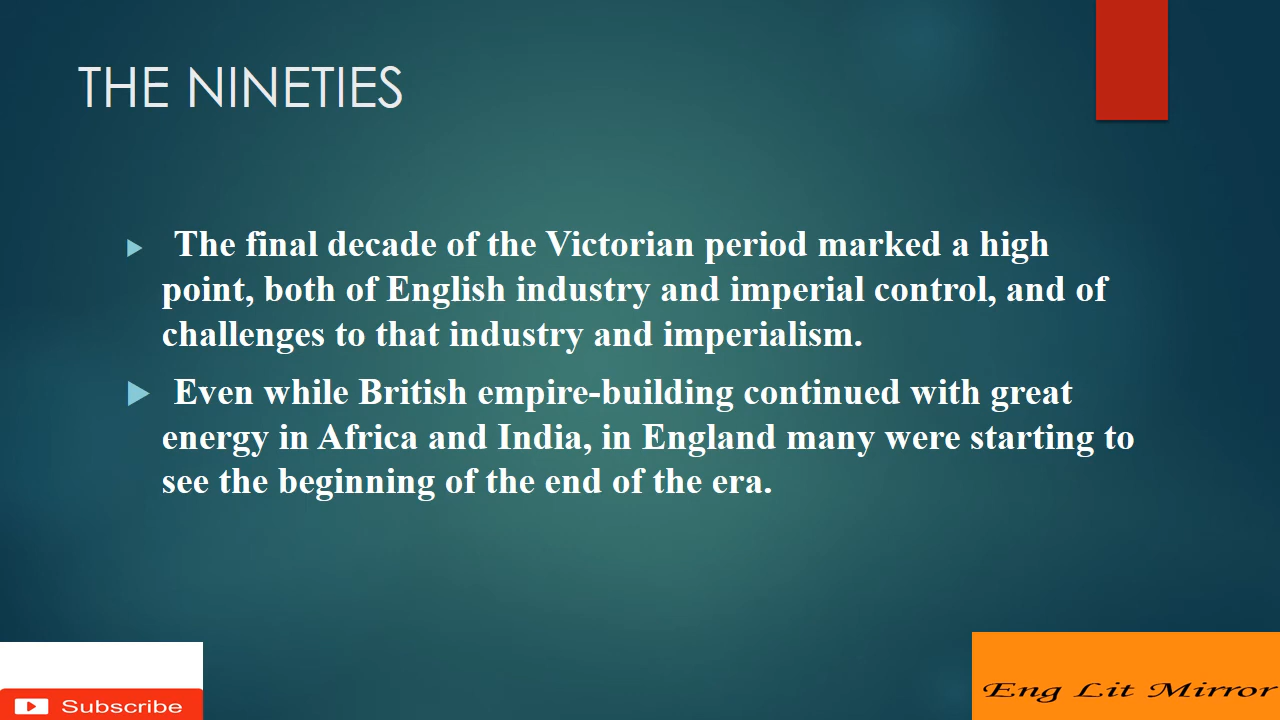 THE NINETIES
The final decade of the Victorian period marked a high
point, both of English industry and imperial control, and of
challenges to that industry and imperialism.
Even while British empire-building continued with great
energy in Africa and India, in England many were starting to
see the beginning of the end of the era.
Subscribe
Eng Lit Mirror